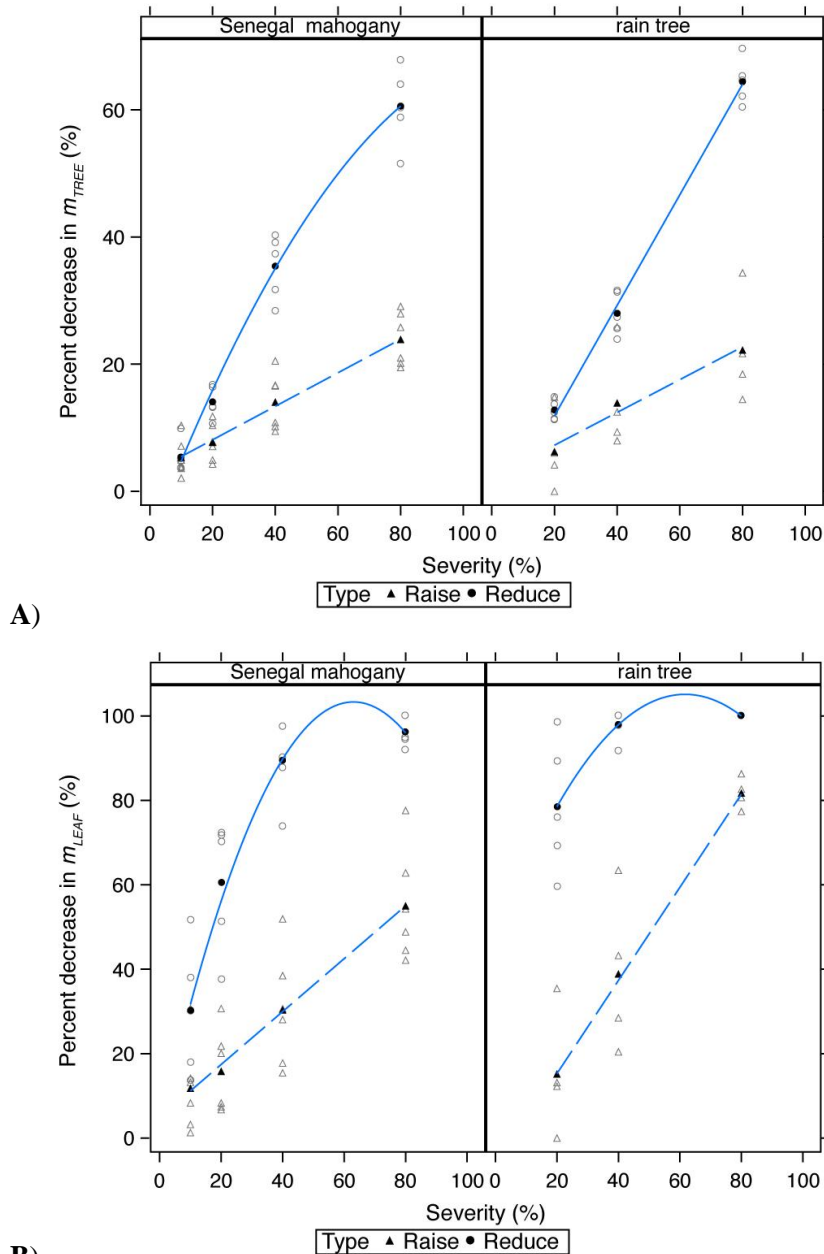 Senegal mahogany rain tree
Percent decrease in mTREE (%)
60
40
20
0
0 20 40 60 80 100 0 20 40 60 80 100
Severity (%)
Type ▲ Raise ● Reduce
A)
Senegal mahogany rain tree
Percent decrease in mLEAF (%)
100
80
60
40
20
0
0 20 40 60 80 100 0 20 40 60 80 100
Severity (%)
Type ▲ Raise ● Reduce
B)